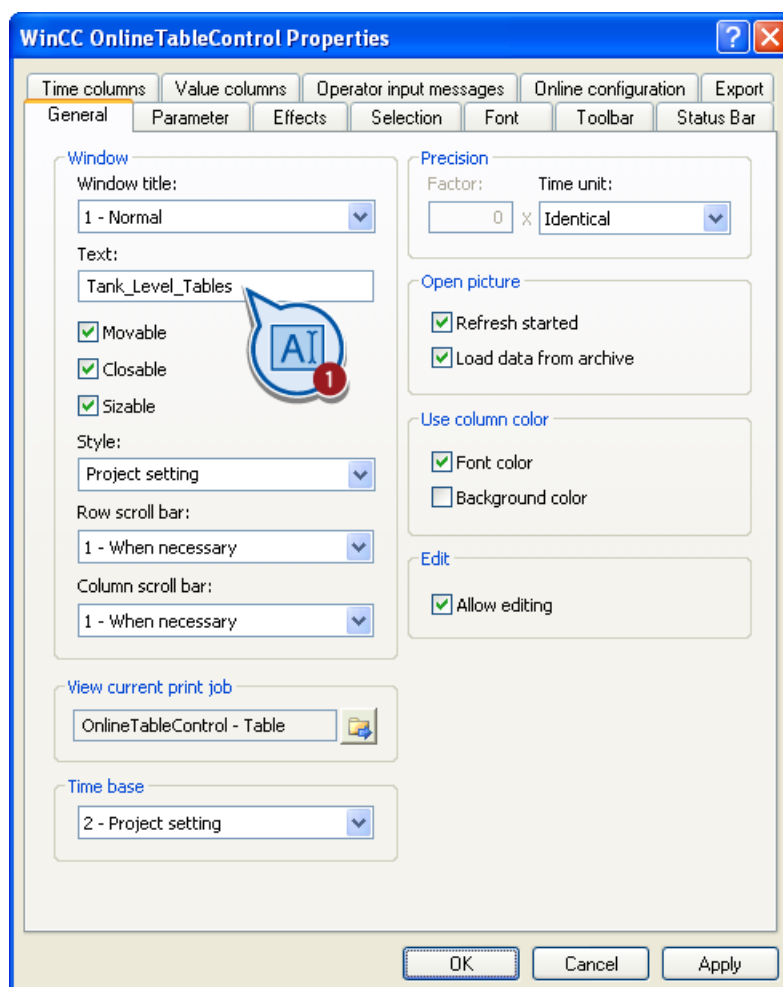 WinCC OnlineTableControl Properties
Time columns Value columns Operator input messages Online configuration Export
General Parameter Effects Selection Font Toolbar Status Bar
Window
Window title:
1 - Normal
Text:
Tank_Level_Tables
AI
1
Movable
Closable
Sizable
Style:
Project setting
Row scroll bar:
1 - When necessary
Column scroll bar:
1 - When necessary
View current print job
OnlineTableControl - Table
Time base
2 - Project setting
Precision
Factor: Time unit:
0 X Identical
Open picture
Refresh started
Load data from archive
Use column color
Font color
Background color
Edit
Allow editing
OK Cancel Apply